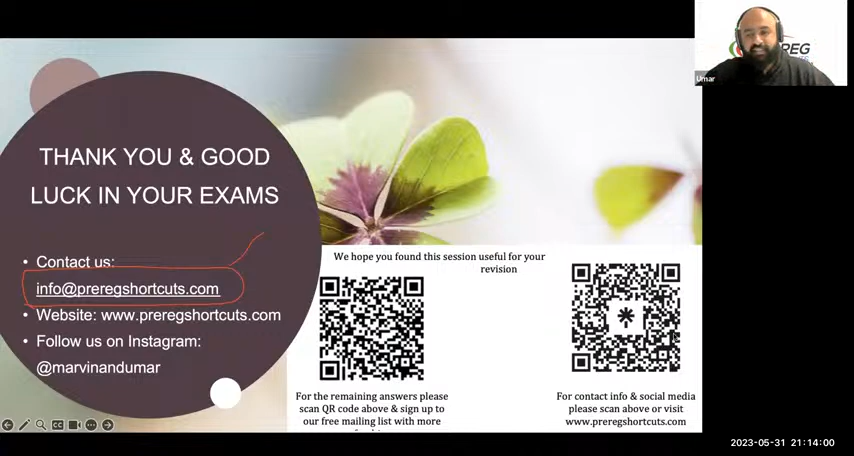 REG
Umar
THANK YOU & GOOD
LUCK IN YOUR EXAMS
• Contact us:
info@preregshortcuts.com
• Website: www.preregshortcuts.com
• Follow us on Instagram:
@marvinandumar
We hope you found this session useful for your
revision
For the remaining answers please
scan QR code above & sign up to
our free mailing list with more
For contact info & social media
please scan above or visit
www.preregshortcuts.com
CC
2023-05-31 21:14:00